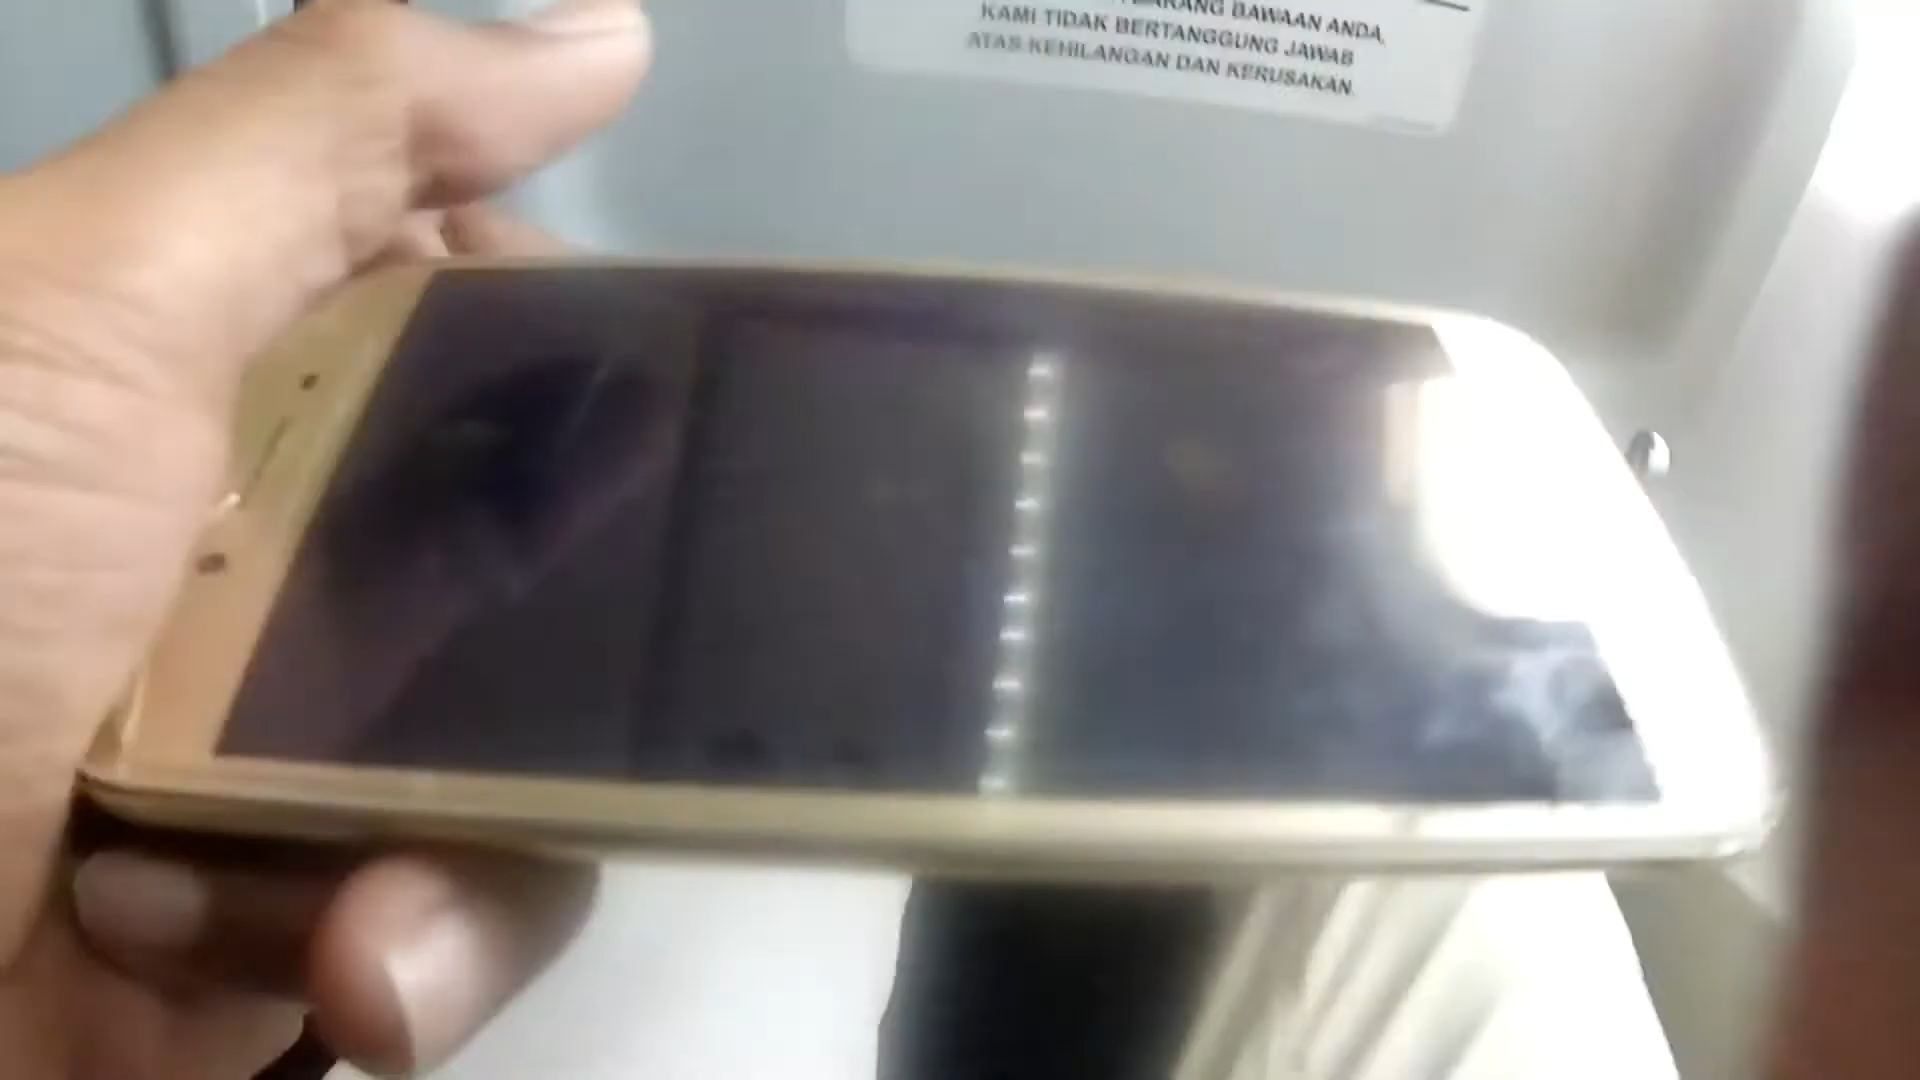 BAWAAN ANDA,
KAMI TIDAK BERTANGGUNG JAWAB
ATAS KEHILANGAN DAN KERUSAKAN.